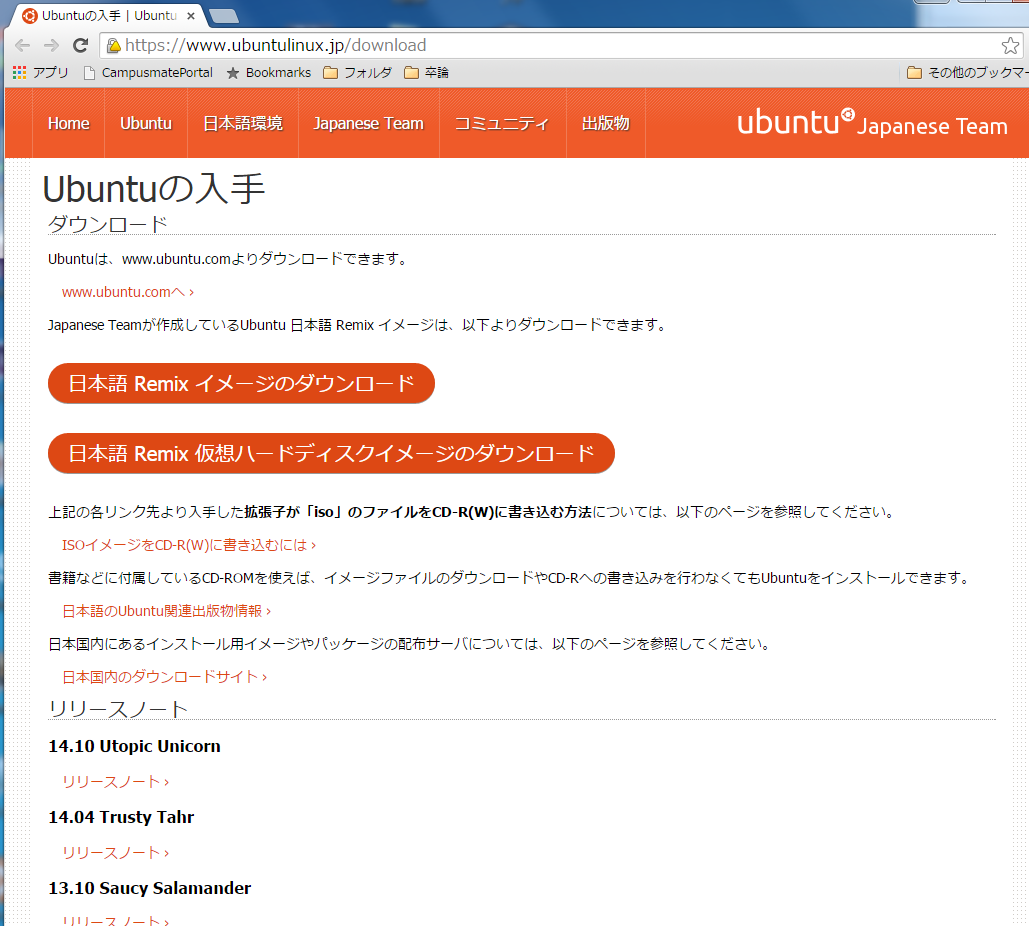 Ubuntuの入手 | Ubuntu
https://www.ubuntulinux.jp/download
アプリ CampusmatePortal Bookmarks フォルダ 卒論 その他のブックマー
Home Ubuntu 日本語環境 Japanese Team コミュニティ 出版物 ubuntu Japanese Team
Ubuntuの入手
ダウンロード
Ubuntuは、www.ubuntu.comよりダウンロードできます。
www.ubuntu.comへ ›
Japanese Teamが作成しているUbuntu 日本語 Remix イメージは、以下よりダウンロードできます。
日本語 Remix イメージのダウンロード
日本語 Remix 仮想ハードディスクイメージのダウンロード
上記の各リンク先より入手した拡張子が「iso」のファイルをCD-R(W)に書き込む方法については、以下のページを参照してください。
ISOイメージをCD-R(W)に書き込むには ›
書籍などに付属しているCD-ROMを使えば、イメージファイルのダウンロードやCD-Rへの書き込みを行わなくてもUbuntuをインストールできます。
日本語のUbuntu関連出版物情報 ›
日本国内にあるインストール用イメージやパッケージの配布サーバについては、以下のページを参照してください。
日本国内のダウンロードサイト ›
リリースノート
14.10 Utopic Unicorn
リリースノート ›
14.04 Trusty Tahr
リリースノート ›
13.10 Saucy Salamander
リリースノート ›